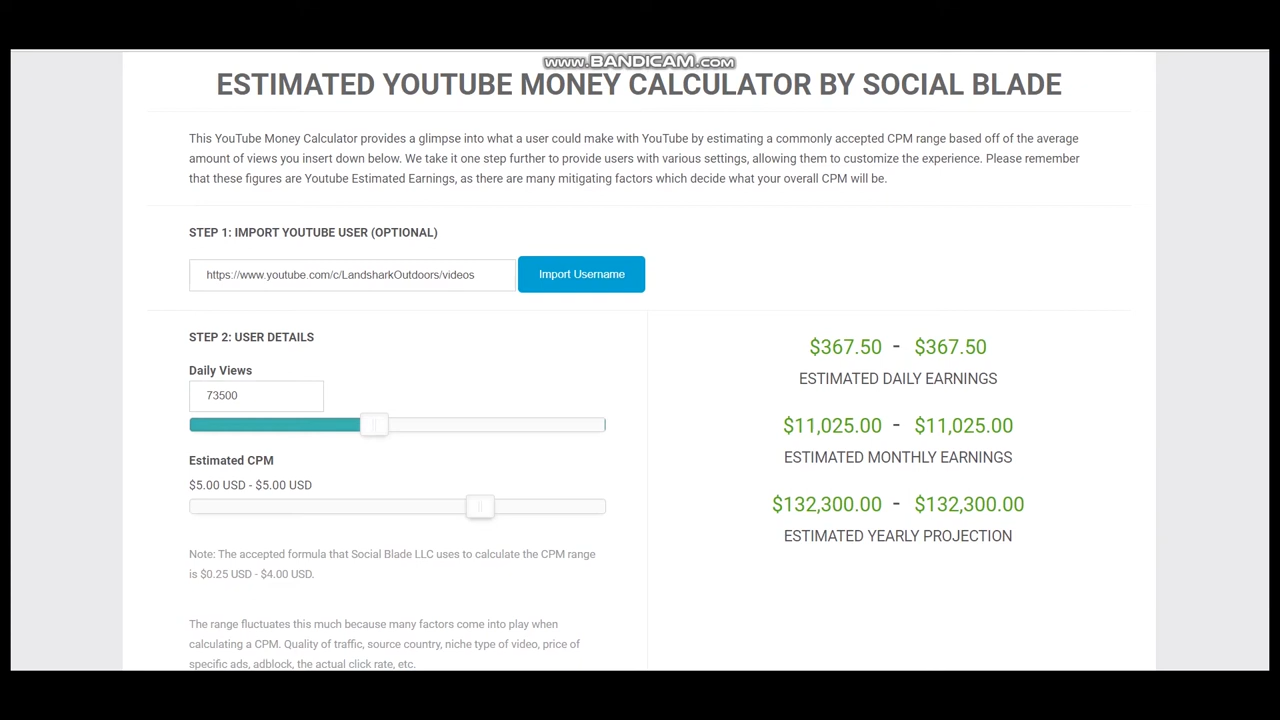 www.BANDICAM.com
ESTIMATED YOUTUBE MONEY CALCULATOR BY SOCIAL BLADE
This YouTube Money Calculator provides a glimpse into what a user could make with YouTube by estimating a commonly accepted CPM range based off of the average
amount of views you insert down below. We take it one step further to provide users with various settings, allowing them to customize the experience. Please remember
that these figures are Youtube Estimated Earnings, as there are many mitigating factors which decide what your overall CPM will be.
STEP 1: IMPORT YOUTUBE USER (OPTIONAL)
https://www.youtube.com/c/LandsharkOutdoors/videos
Import Username
STEP 2: USER DETAILS
Daily Views
73500
Estimated CPM
$5.00 USD - $5.00 USD
Note: The accepted formula that Social Blade LLC uses to calculate the CPM range
is $0.25 USD - $4.00 USD.
The range fluctuates this much because many factors come into play when
calculating a CPM. Quality of traffic, source country, niche type of video, price of
specific ads, adblock, the actual click rate, etc.
$367.50 - $367.50
ESTIMATED DAILY EARNINGS
$11,025.00 - $11,025.00
ESTIMATED MONTHLY EARNINGS
$132,300.00 - $132,300.00
ESTIMATED YEARLY PROJECTION